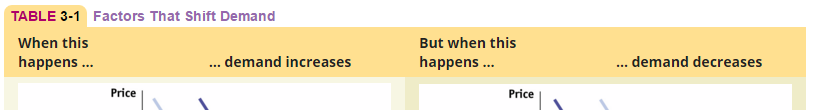 TABLE 3-1 Factors That Shift Demand
When this
happens ... ... demand increases
But when this
happens ... ... demand decreases
Price
Price